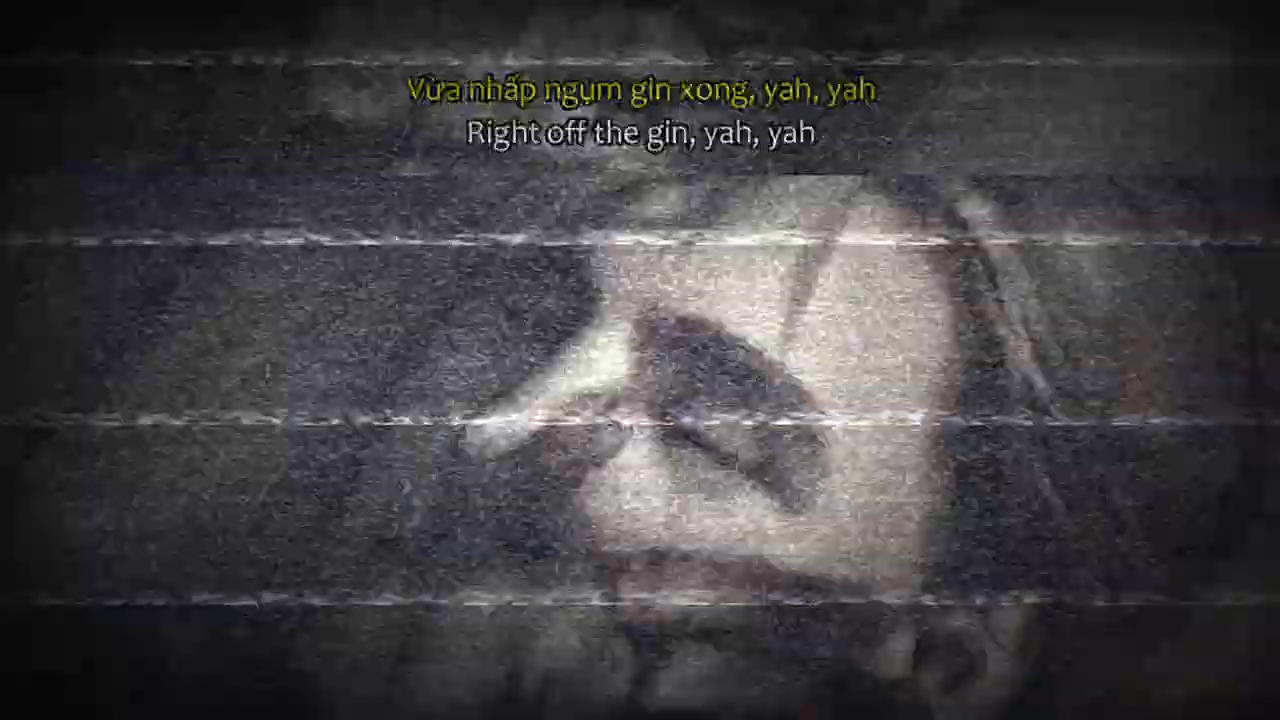 Vừa nhấp ngụm gin xong, yah, yah
Right off the gin, yah, yah